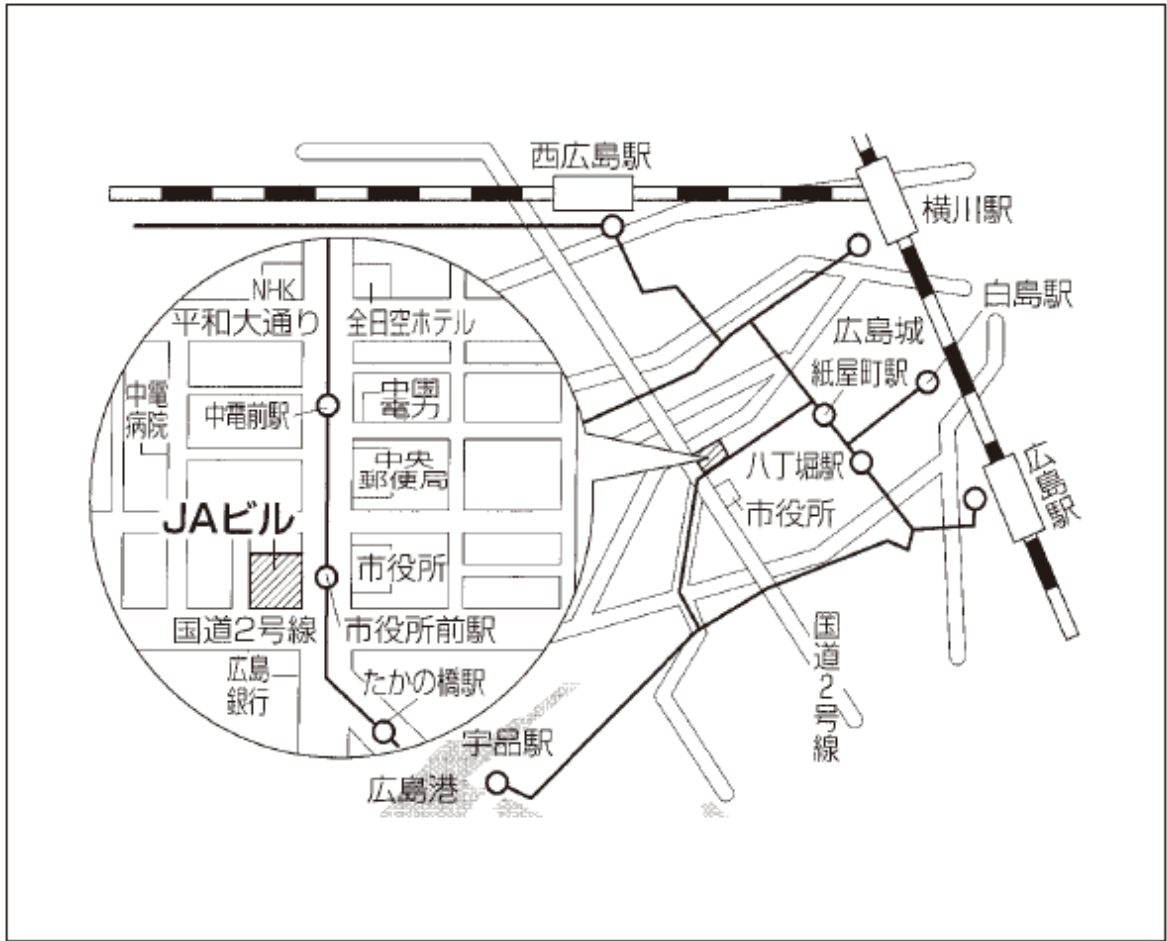 西広島駅
横川駅
白島駅
広島城
紙屋町駅
八丁堀駅
市役所
広島駅
国道2号線
NHK
平和大通り
全日空ホテル
中電
病院
中電前駅
中国
電力
中央
郵便局
JAビル
市役所
国道2号線
市役所前駅
広島
銀行
たかの橋駅
宇品駅
広島港